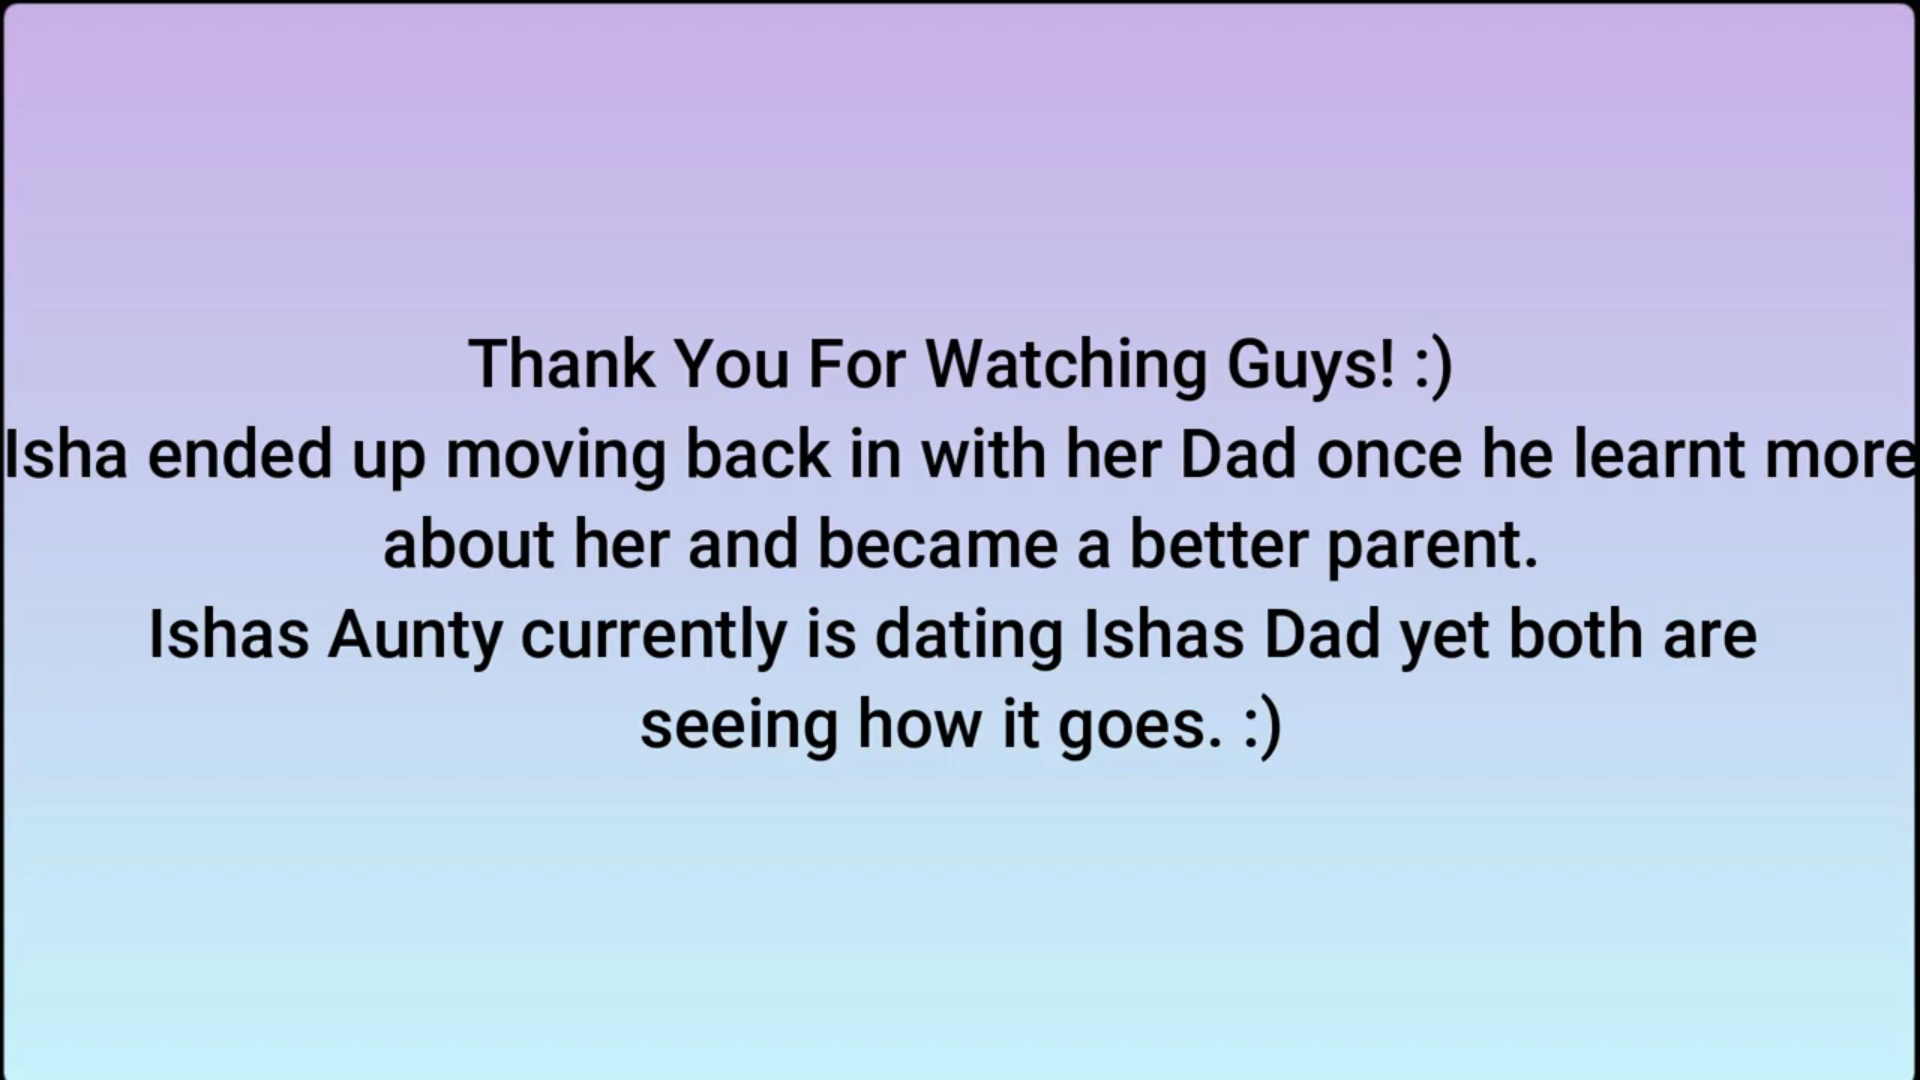 Thank You For Watching Guys! :)
Isha ended up moving back in with her Dad once he learnt more
about her and became a better parent.
Ishas Aunty currently is dating Ishas Dad yet both are
seeing how it goes. :)